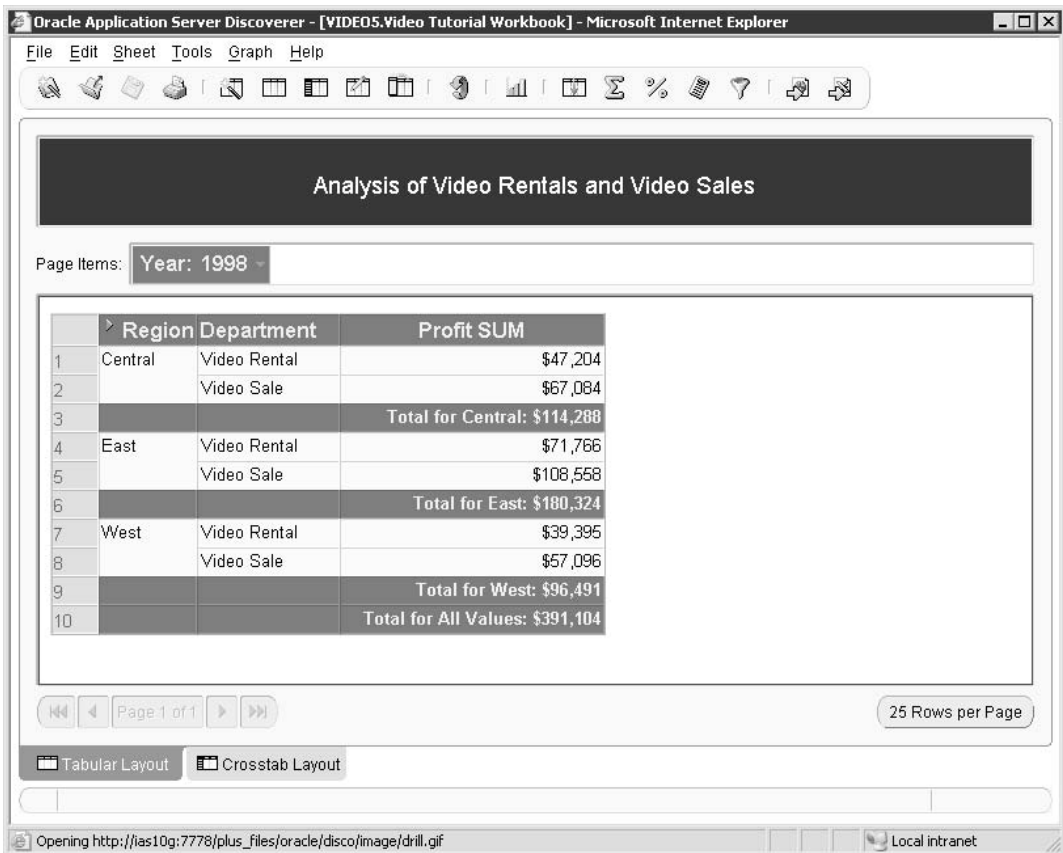 Oracle Application Server Discoverer - [VIDEO5.Video Tutorial Workbook] - Microsoft Internet Explorer
File Edit Sheet Tools Graph Help
Analysis of Video Rentals and Video Sales
Page Items: Year: 1998
Region Department Profit SUM
1 Central Video Rental $47,204
2 Video Sale $67,084
3 Total for Central: $114,288
4 East Video Rental $71,766
5 Video Sale $108,558
6 Total for East: $180,324
7 West Video Rental $39,395
8 Video Sale $57,096
9 Total for West: $96,491
10 Total for All Values: $391,104
Page 1 of 1
25 Rows per Page
Tabular Layout Crosstab Layout
Opening http://ias10g:7778/plus_files/oracle/disco/image/drill.gif Local intranet